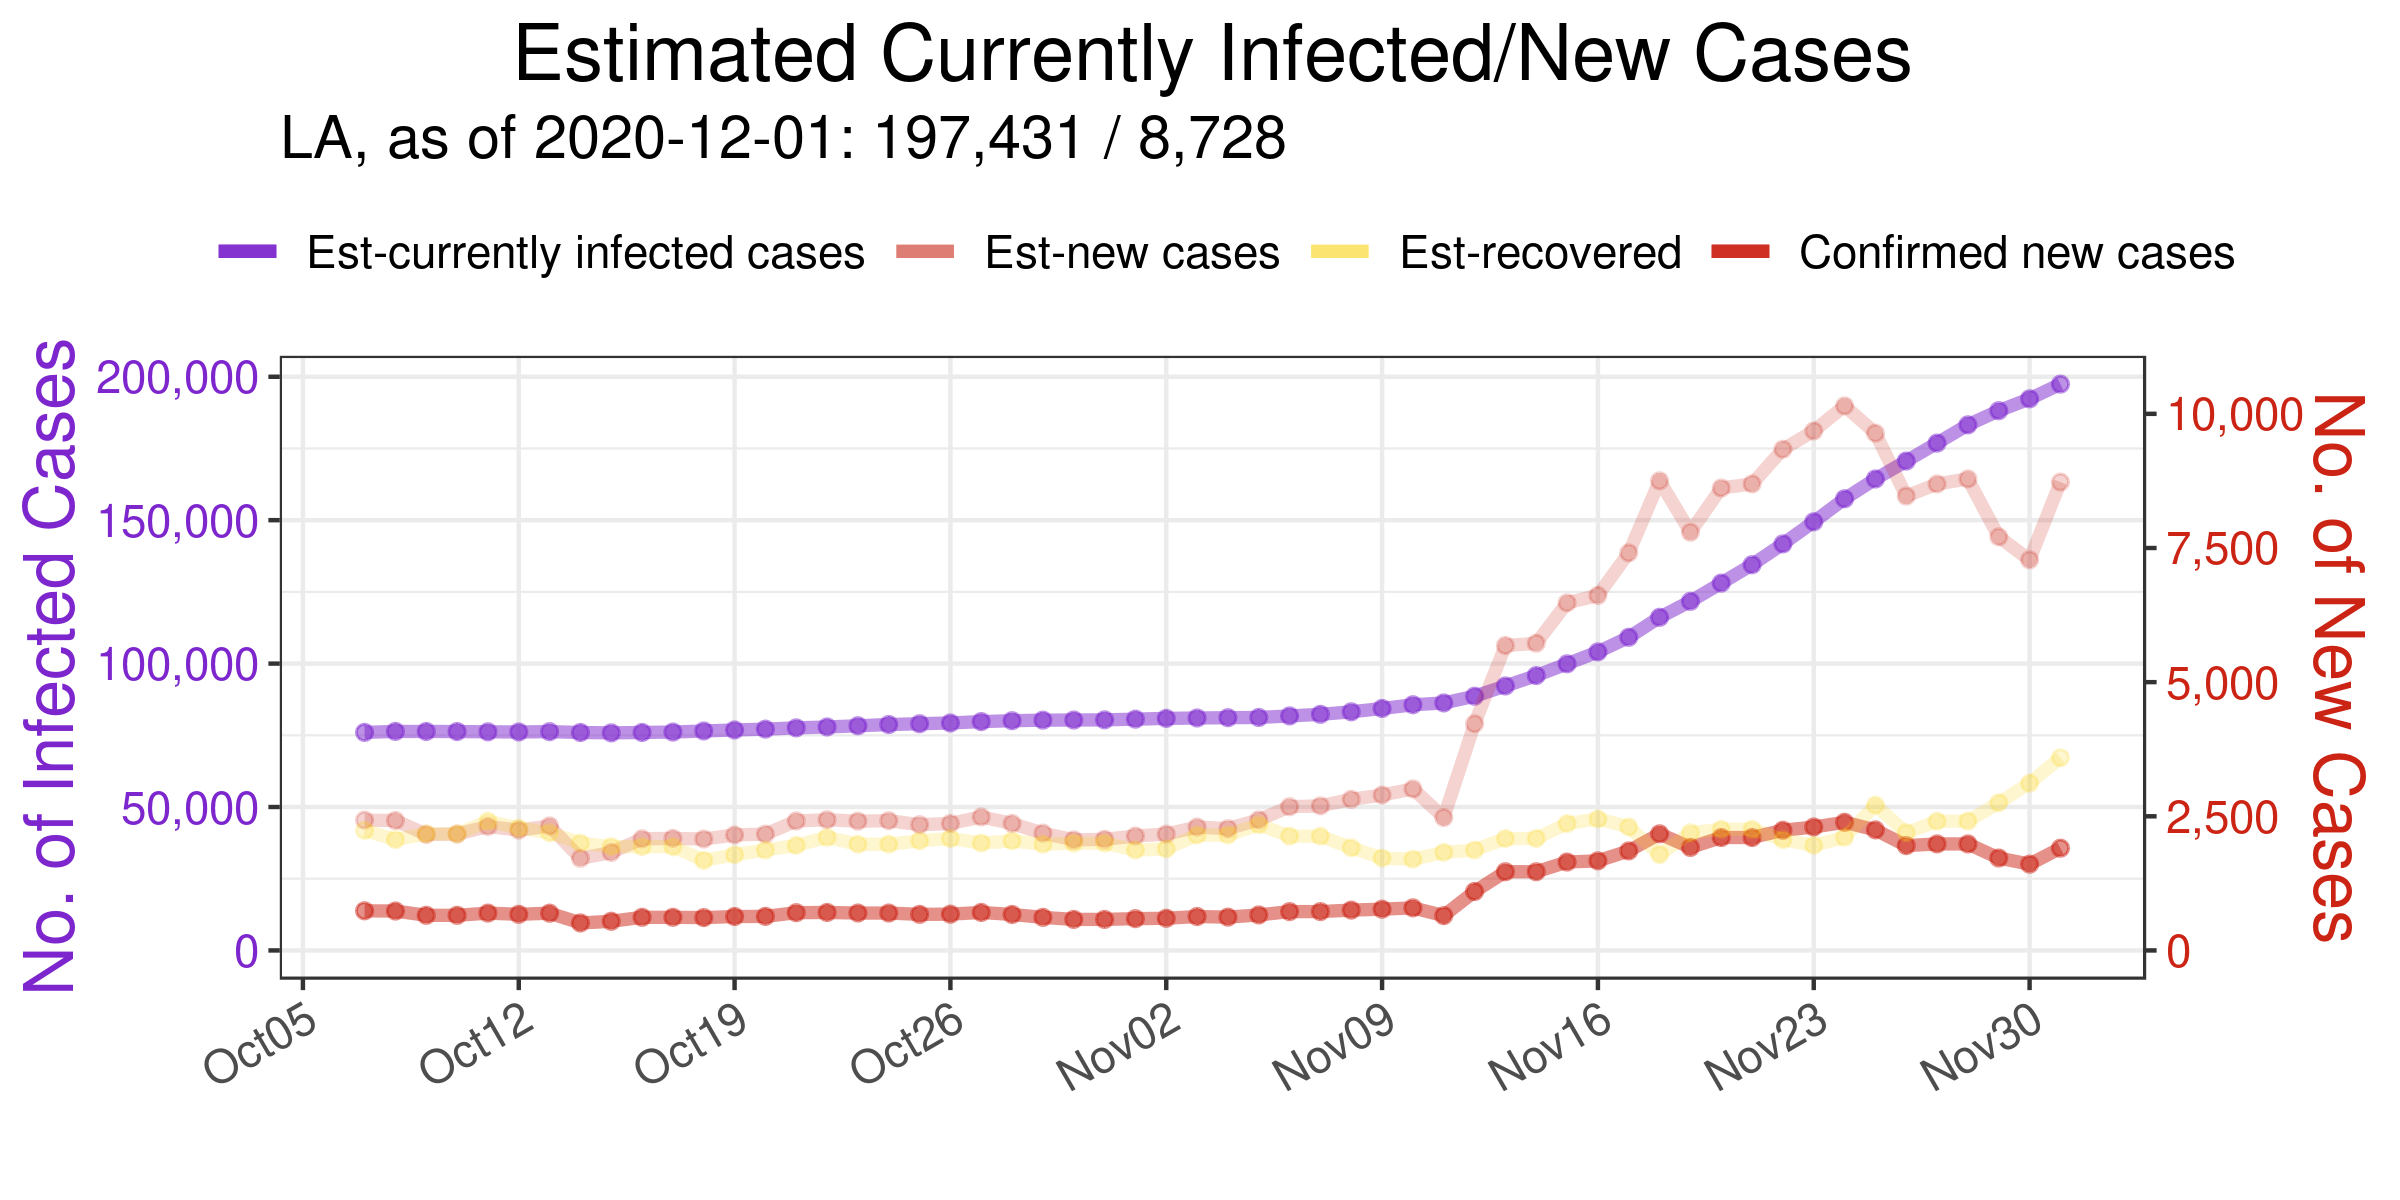 Estimated Currently Infected/New Cases
LA, as of 2020-12-01: 197,431 / 8,728
Est-currently infected cases Est-new cases Est-recovered Confirmed new cases
No. of Infected Cases
200,000
150,000
100,000
50,000
0
10,000
7,500
5,000
2,500
0
No. of New Cases
Oct05 Oct12 Oct19 Oct26 Nov02 Nov09 Nov16 Nov23 Nov30